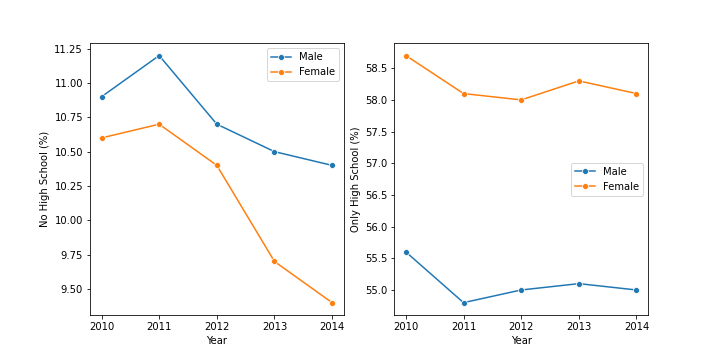 11.25
11.00
10.75
10.50
10.25
10.00
9.75
9.50
No High School (%)
2010 2011 2012 2013 2014
Year
Male
Female
58.5
58.0
57.5
57.0
56.5
56.0
55.5
55.0
Only High School (%)
2010 2011 2012 2013 2014
Year
Male
Female